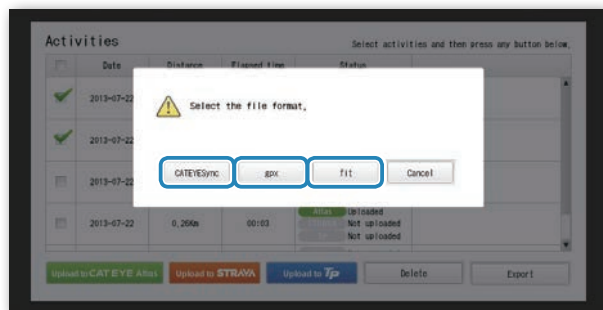 Activities
Select activities and then press any button below.
Date Distance Elapsed time Status
2013-07-22
Select the file format.
2013-07-22
CATEYESync gpx fit Cancel
2013-07-22
Atlas Uploaded
2013-07-22 0.26Km 00:03 Not uploaded
Not uploaded
Upload to CAT EYE Atlas Upload to STRAVA Upload to Tp Delete Export